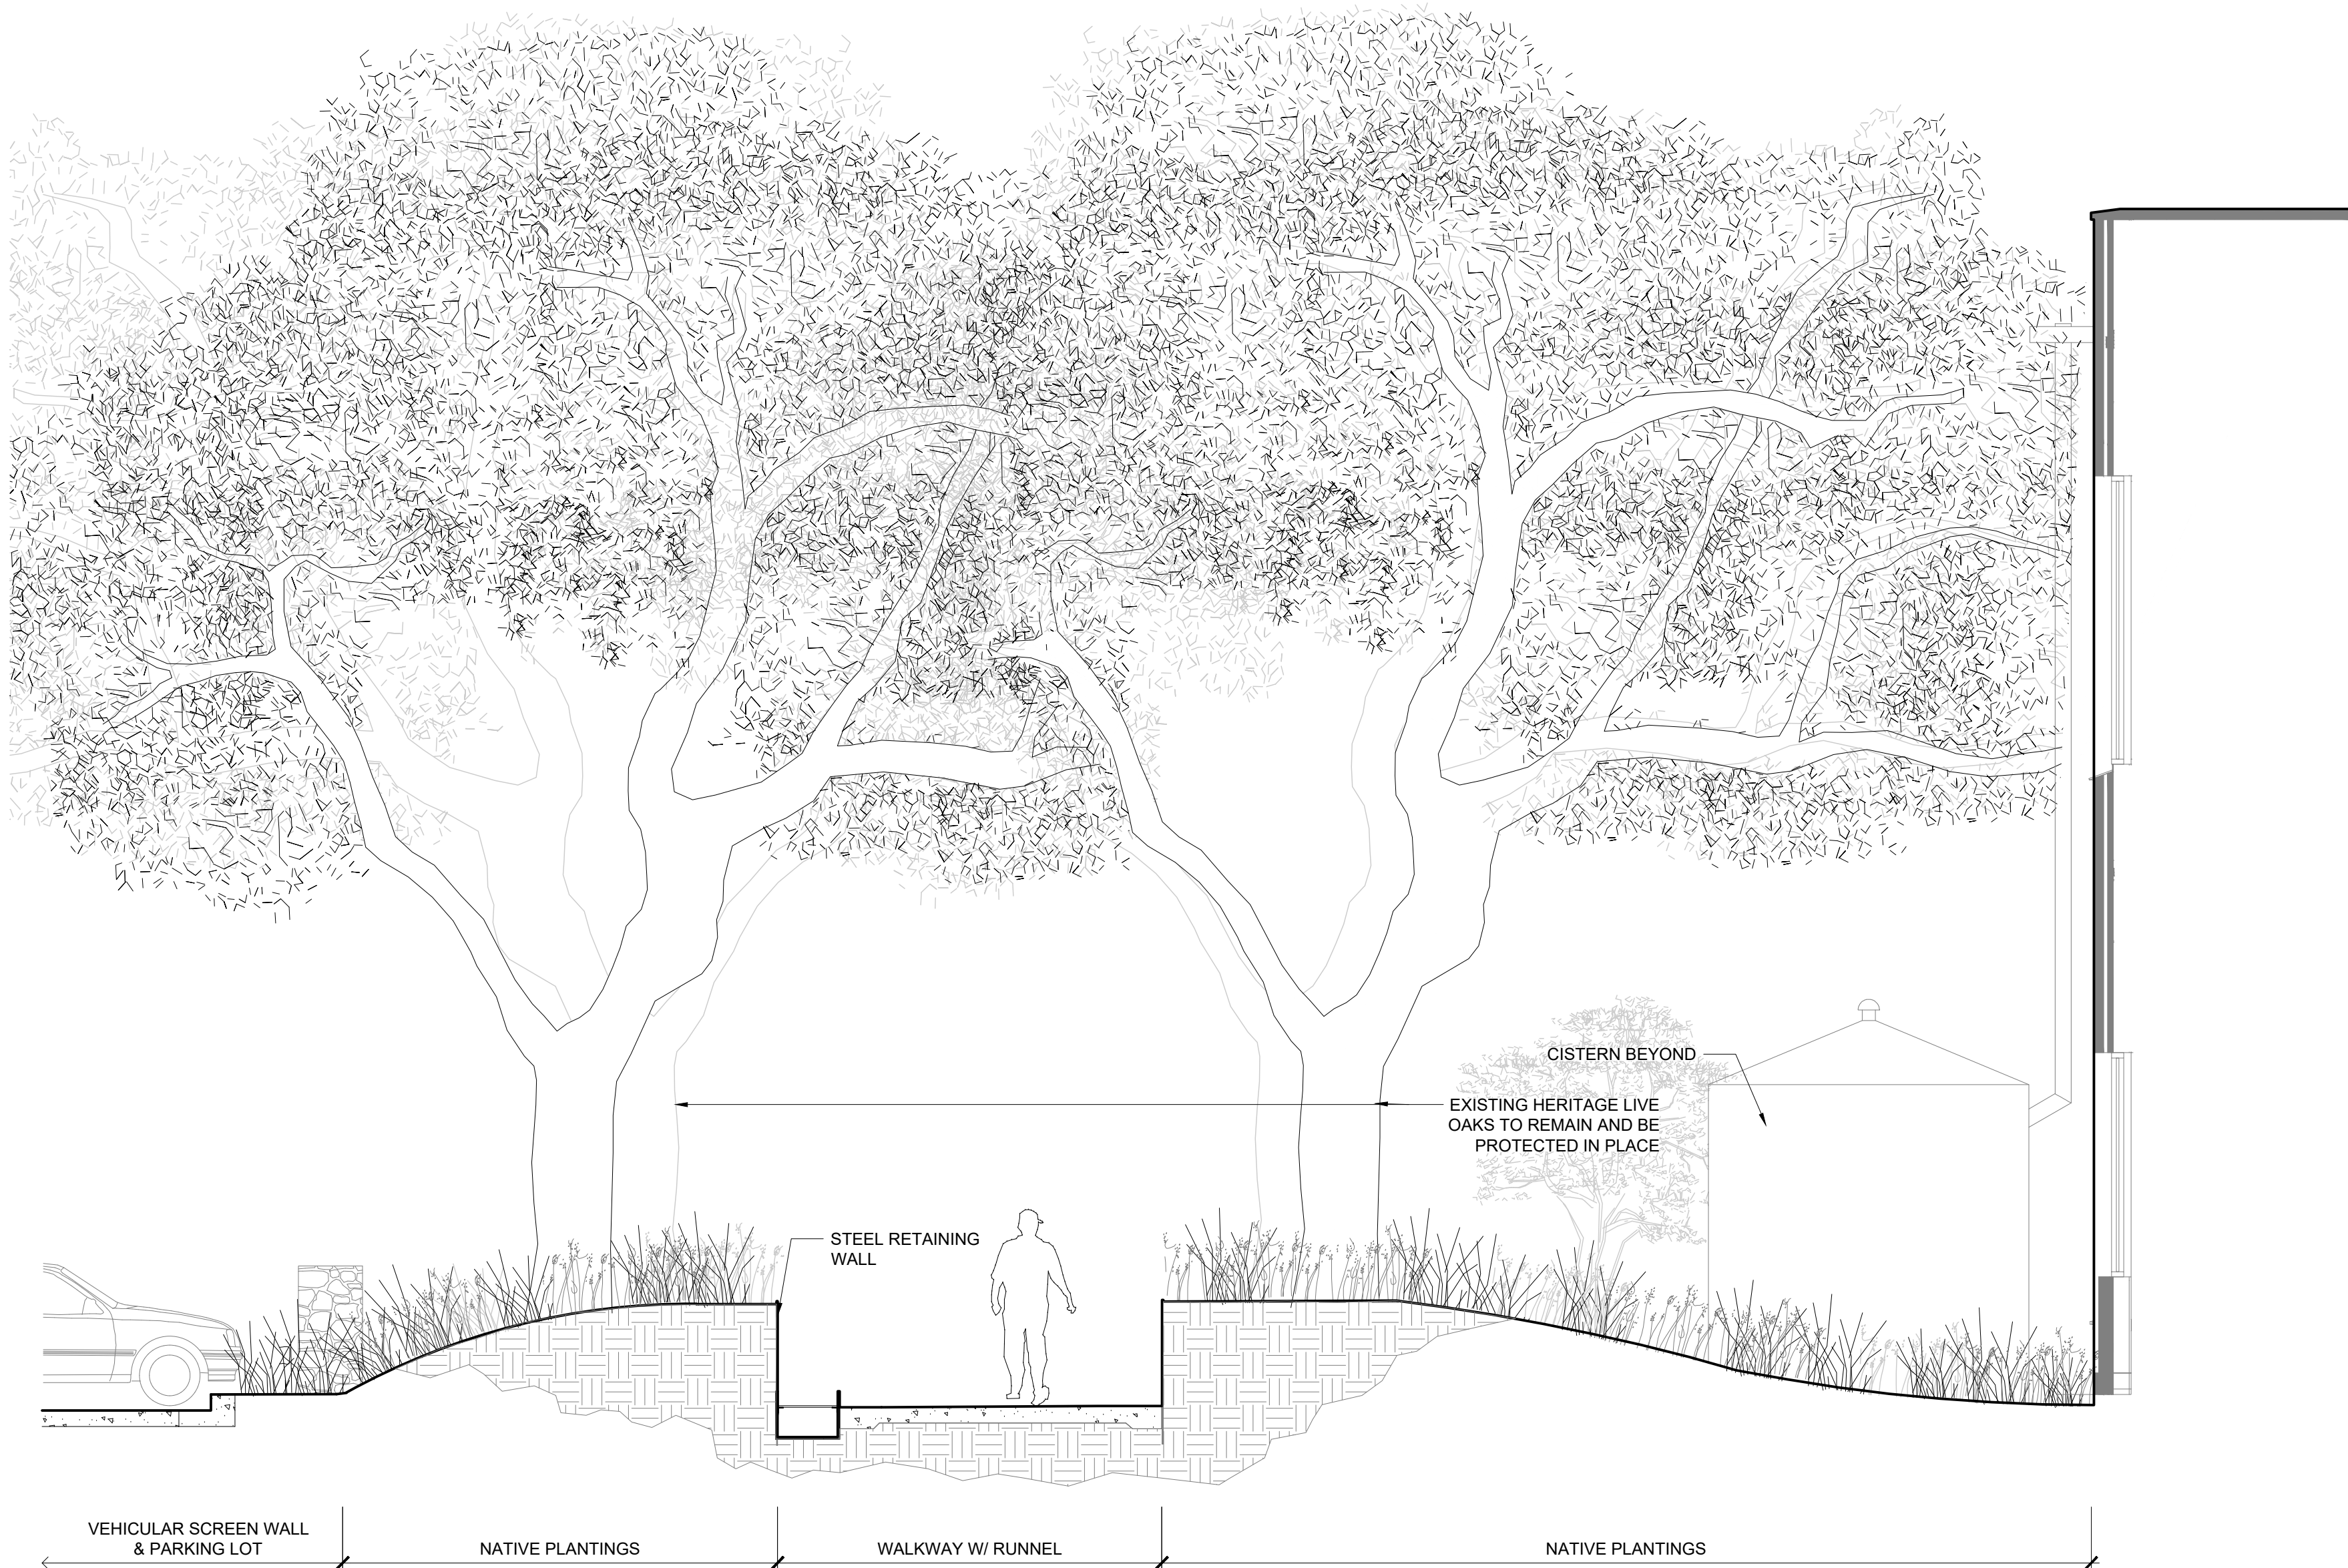 CISTERN BEYOND
EXISTING HERITAGE LIVE
OAKS TO REMAIN AND BE
PROTECTED IN PLACE
STEEL RETAINING
WALL
VEHICULAR SCREEN WALL
& PARKING LOT
NATIVE PLANTINGS
WALKWAY W/ RUNNEL
NATIVE PLANTINGS